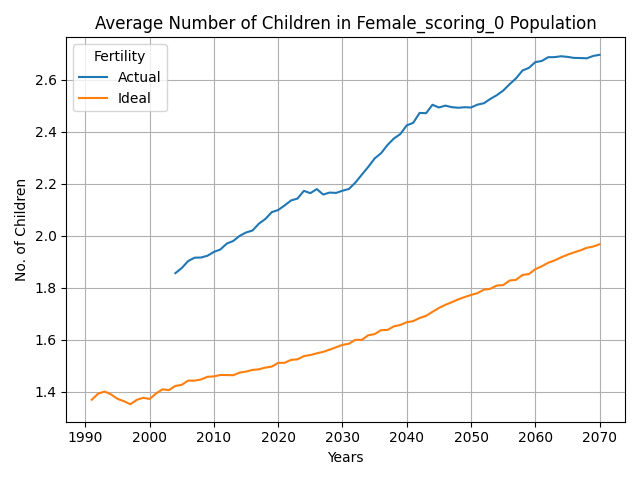 Average Number of Children in Female_scoring_0 Population
Fertility
Actual
Ideal
No. of Children
2.6
2.4
2.2
2.0
1.8
1.6
1.4
1990 2000 2010 2020 2030 2040 2050 2060 2070
Years